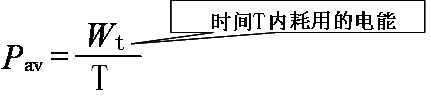 时间T内耗用的电能
P_av = W_t / T